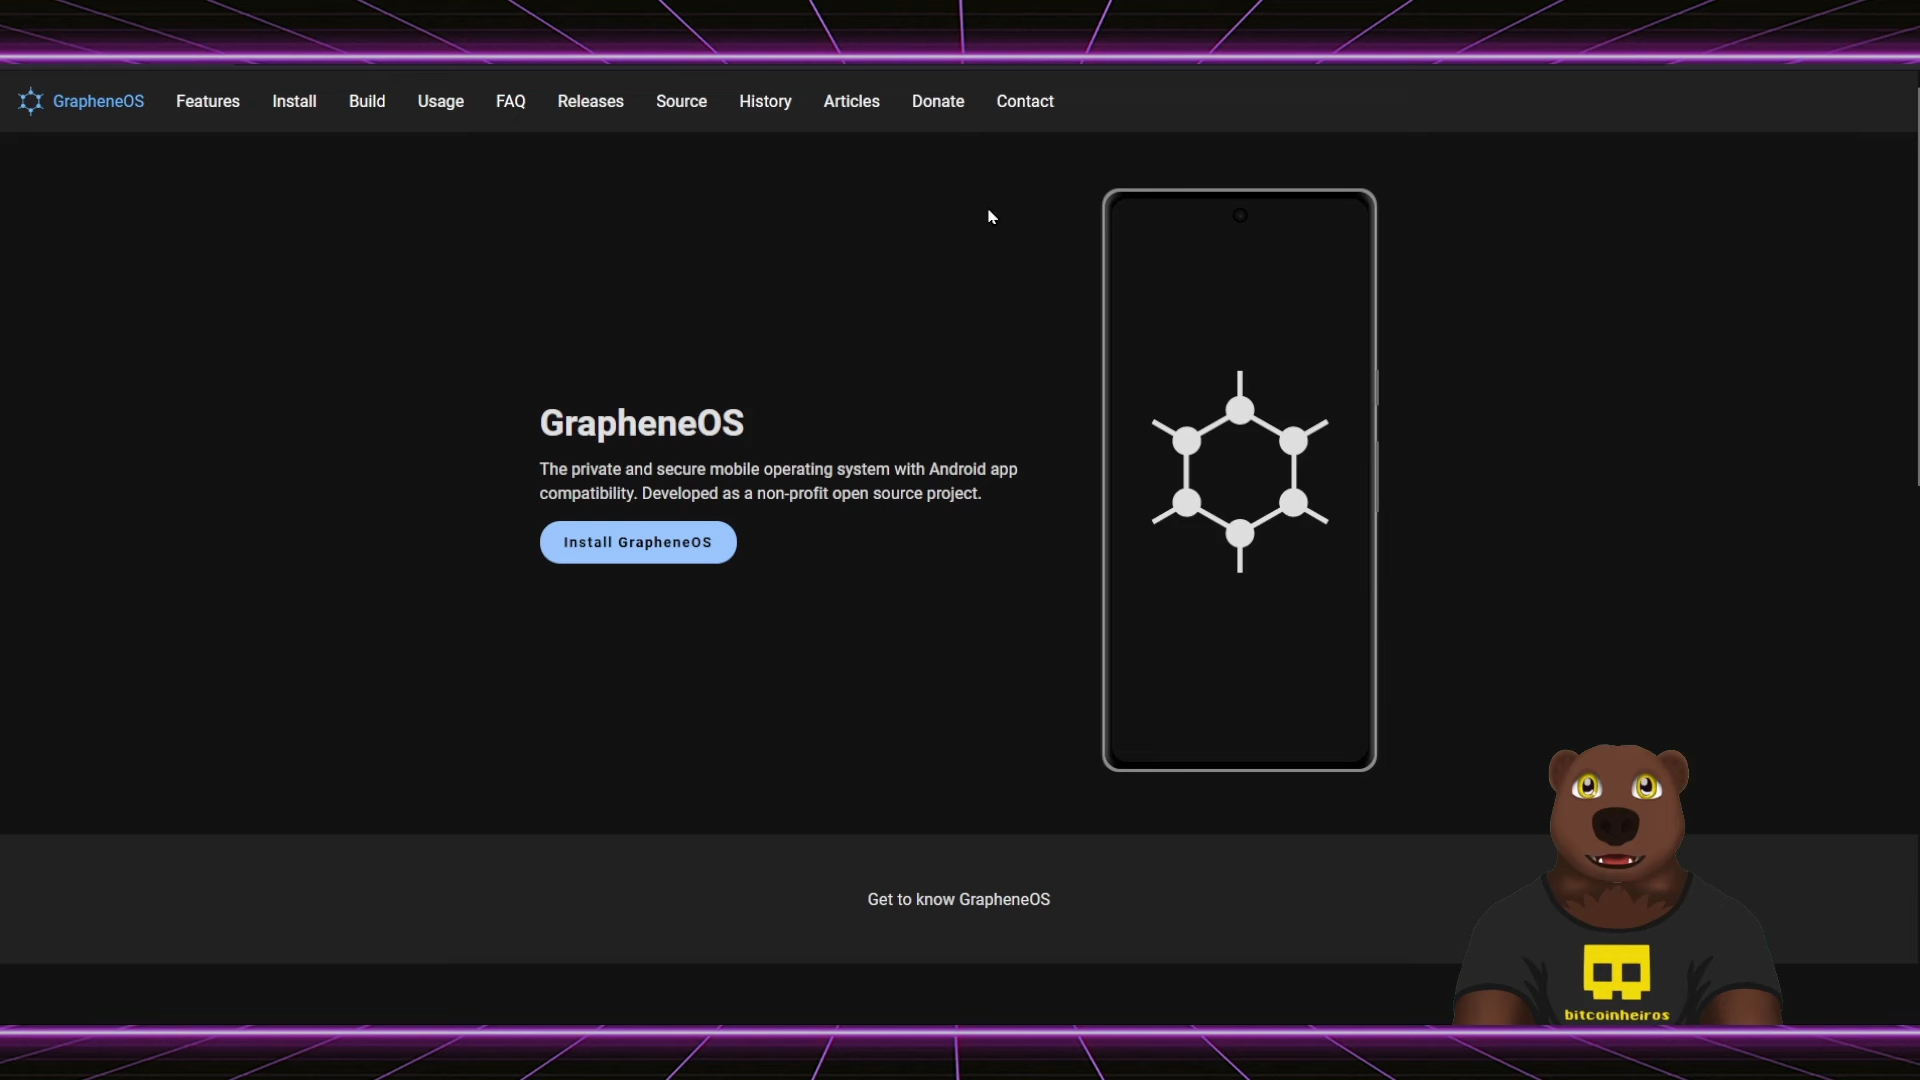 GrapheneOS Features Install Build Usage FAQ Releases Source History Articles Donate Contact
GrapheneOS
The private and secure mobile operating system with Android app
compatibility. Developed as a non-profit open source project.
Install GrapheneOS
Get to know GrapheneOS
bitcoinheiros